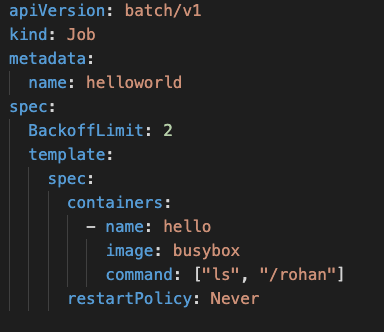 apiVersion: batch/v1
kind: Job
metadata:
  name: helloworld
spec:
  BackoffLimit: 2
  template:
    spec:
      containers:
        - name: hello
          image: busybox
          command: ["ls", "/rohan"]
      restartPolicy: Never